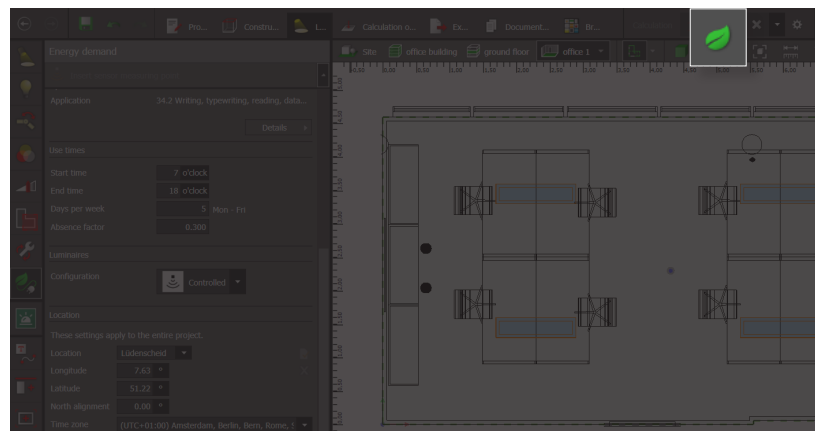 Pro... Constru... L... Calculation o... Ex... Document... Br...
Energy-demand
Site office building ground floor office 1
Application 34.2 Writing, typewriting, reading, data...
Details
Use times
Start time 7 o'clock
End time 18 o'clock
Days per week 5 Mon - Fri
Absence factor 0.300
Luminaires
Configuration Controlled
Location
These settings apply to the entire project.
Location Lüdenscheid
Longitude 7.63 °
Latitude 51.22 °
North alignment 0.00 °
Time zone (UTC+01:00) Amsterdam, Berlin, Bern, Rome, S